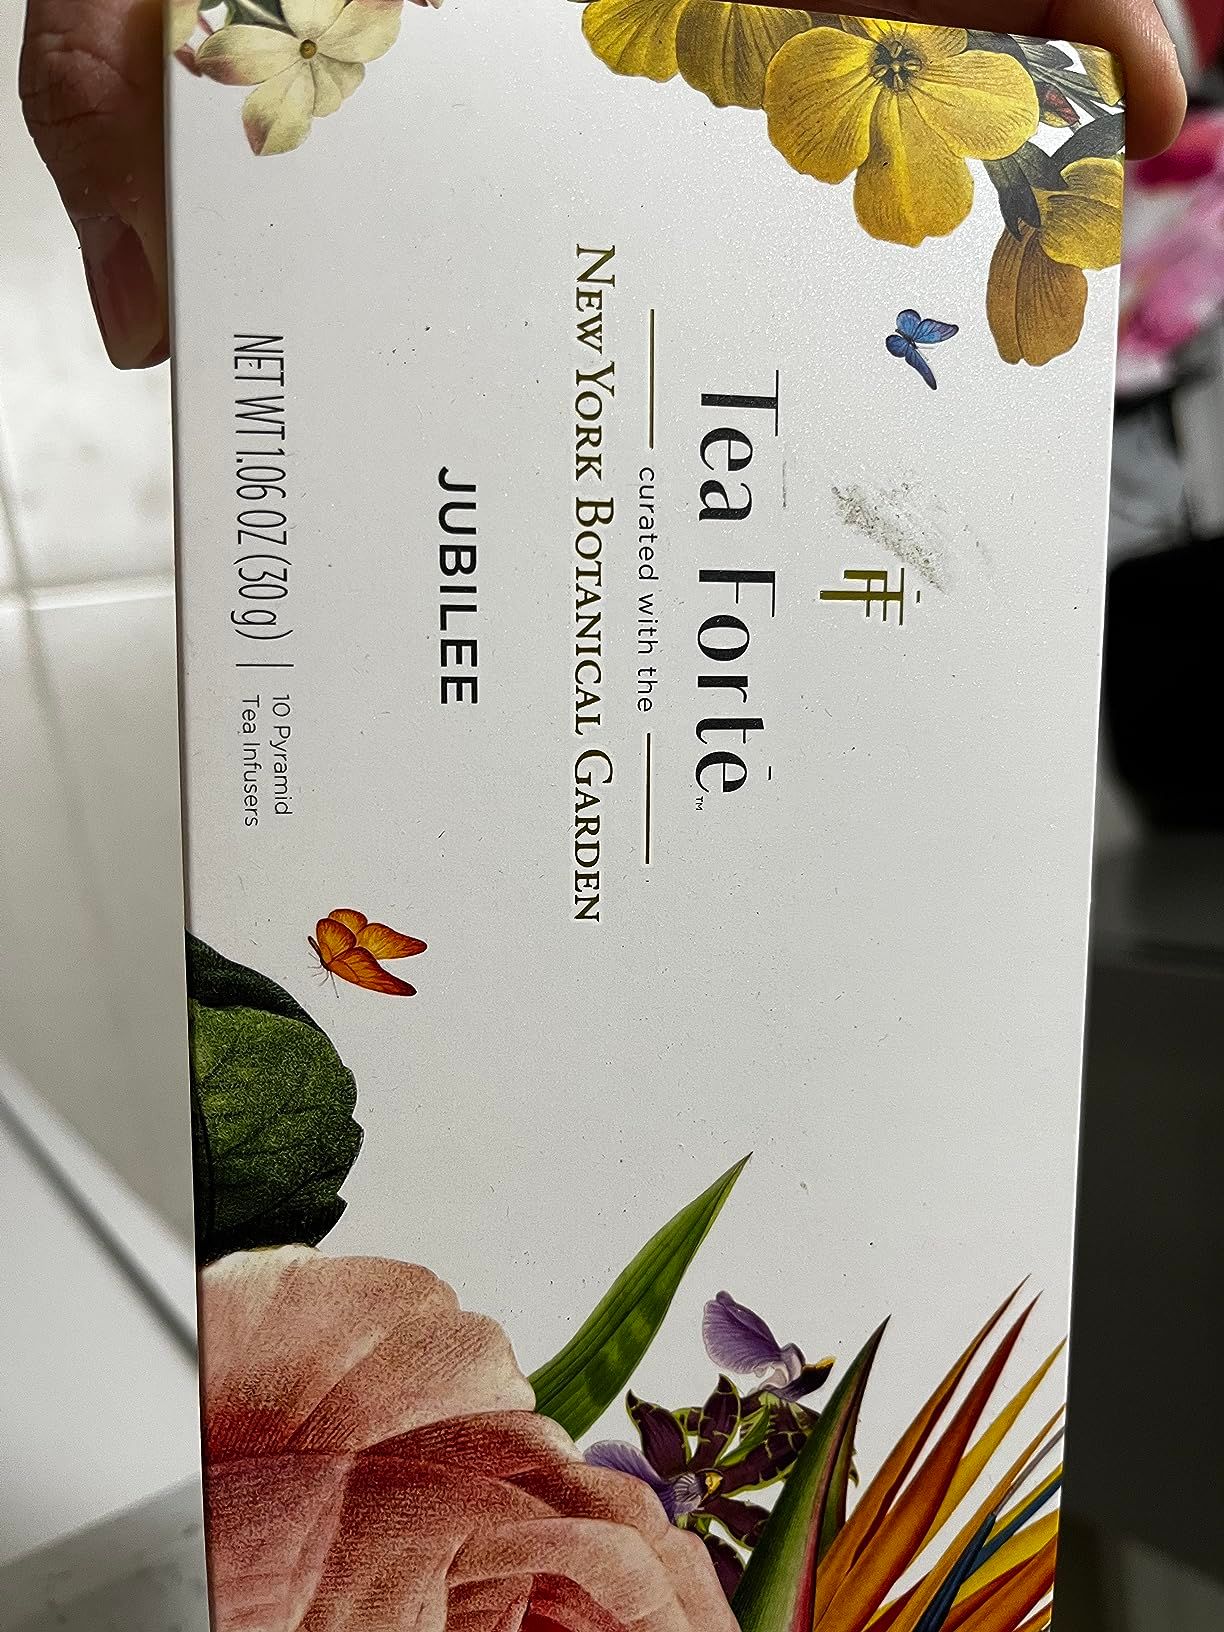 Tea Forté™
curated with the
NEW YORK BOTANICAL GARDEN
JUBILEE
NET WT 1.06 OZ (30 g) | 10 Pyramid
Tea Infusers